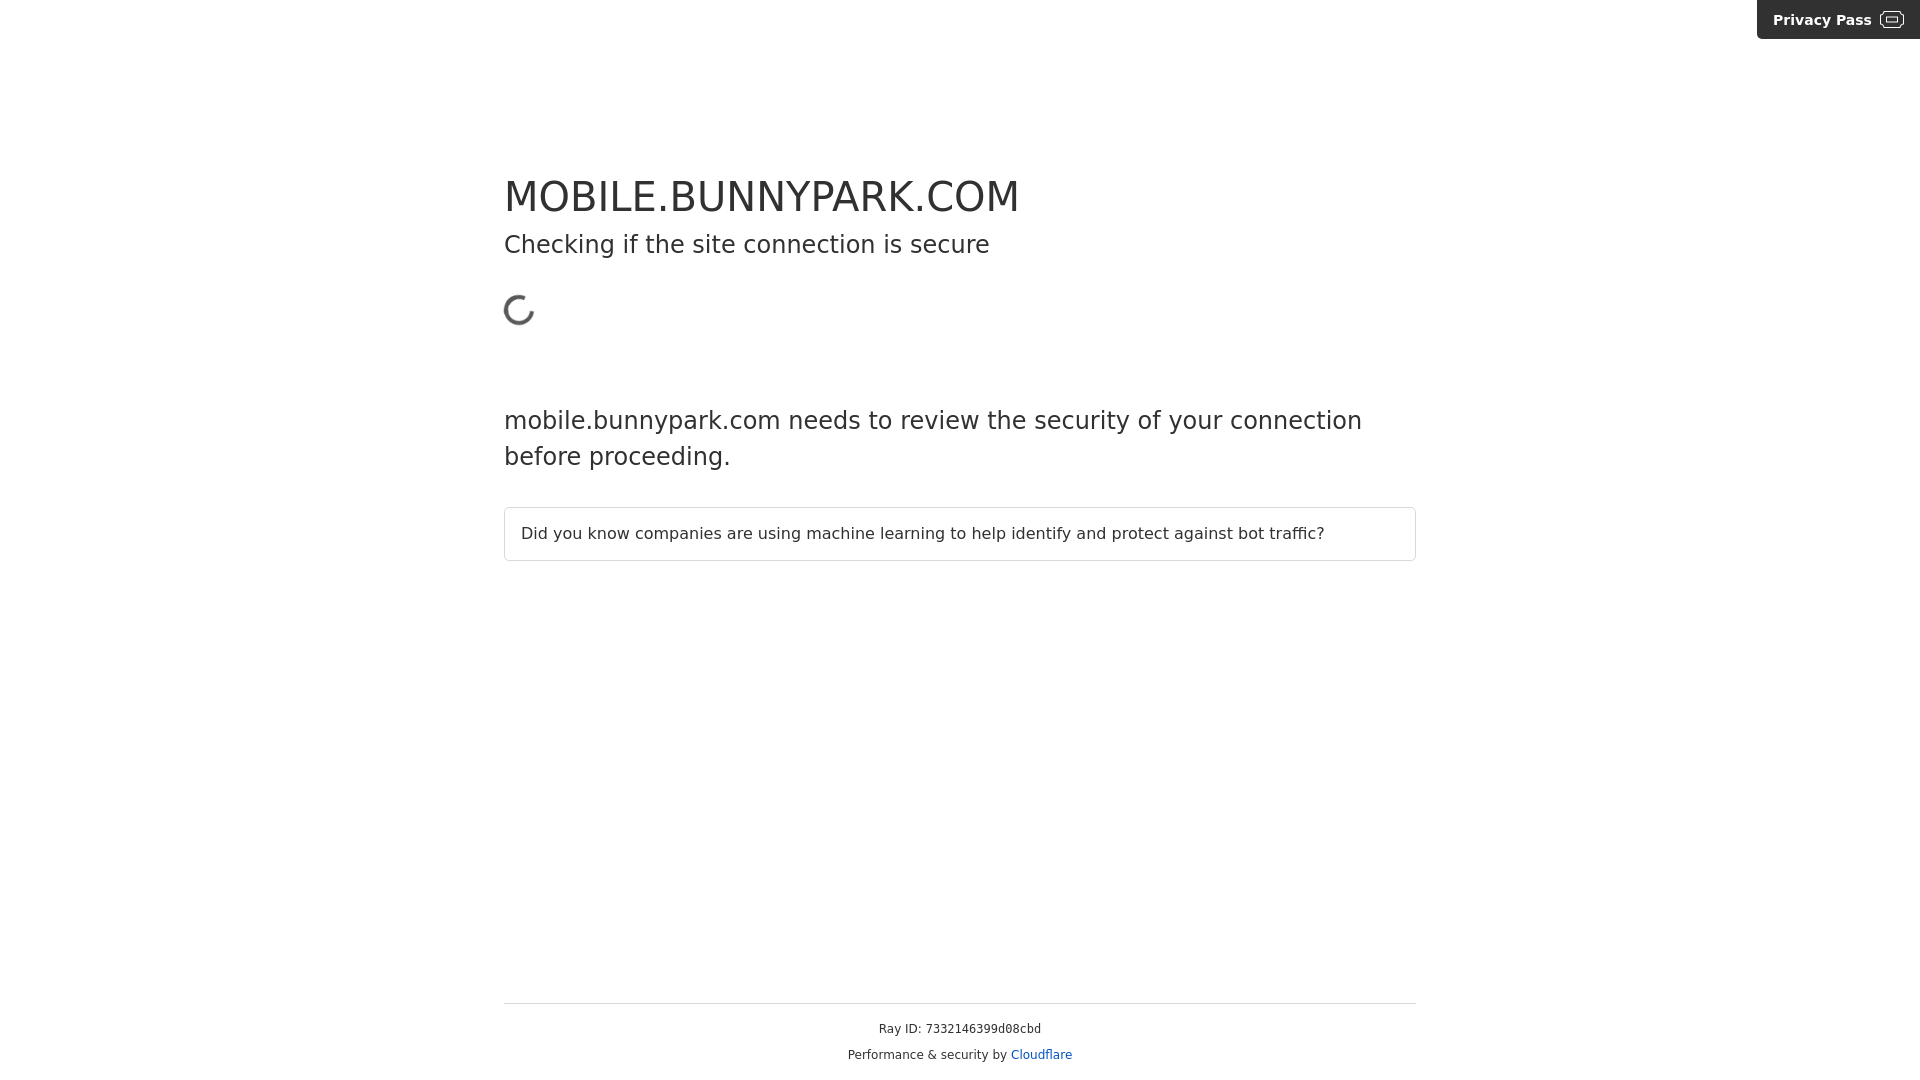 Privacy Pass
MOBILE.BUNNYPARK.COM
Checking if the site connection is secure
mobile.bunnypark.com needs to review the security of your connection
before proceeding.
Did you know companies are using machine learning to help identify and protect against bot traffic?
Ray ID: 7332146399d08cbd
Performance & security by Cloudflare